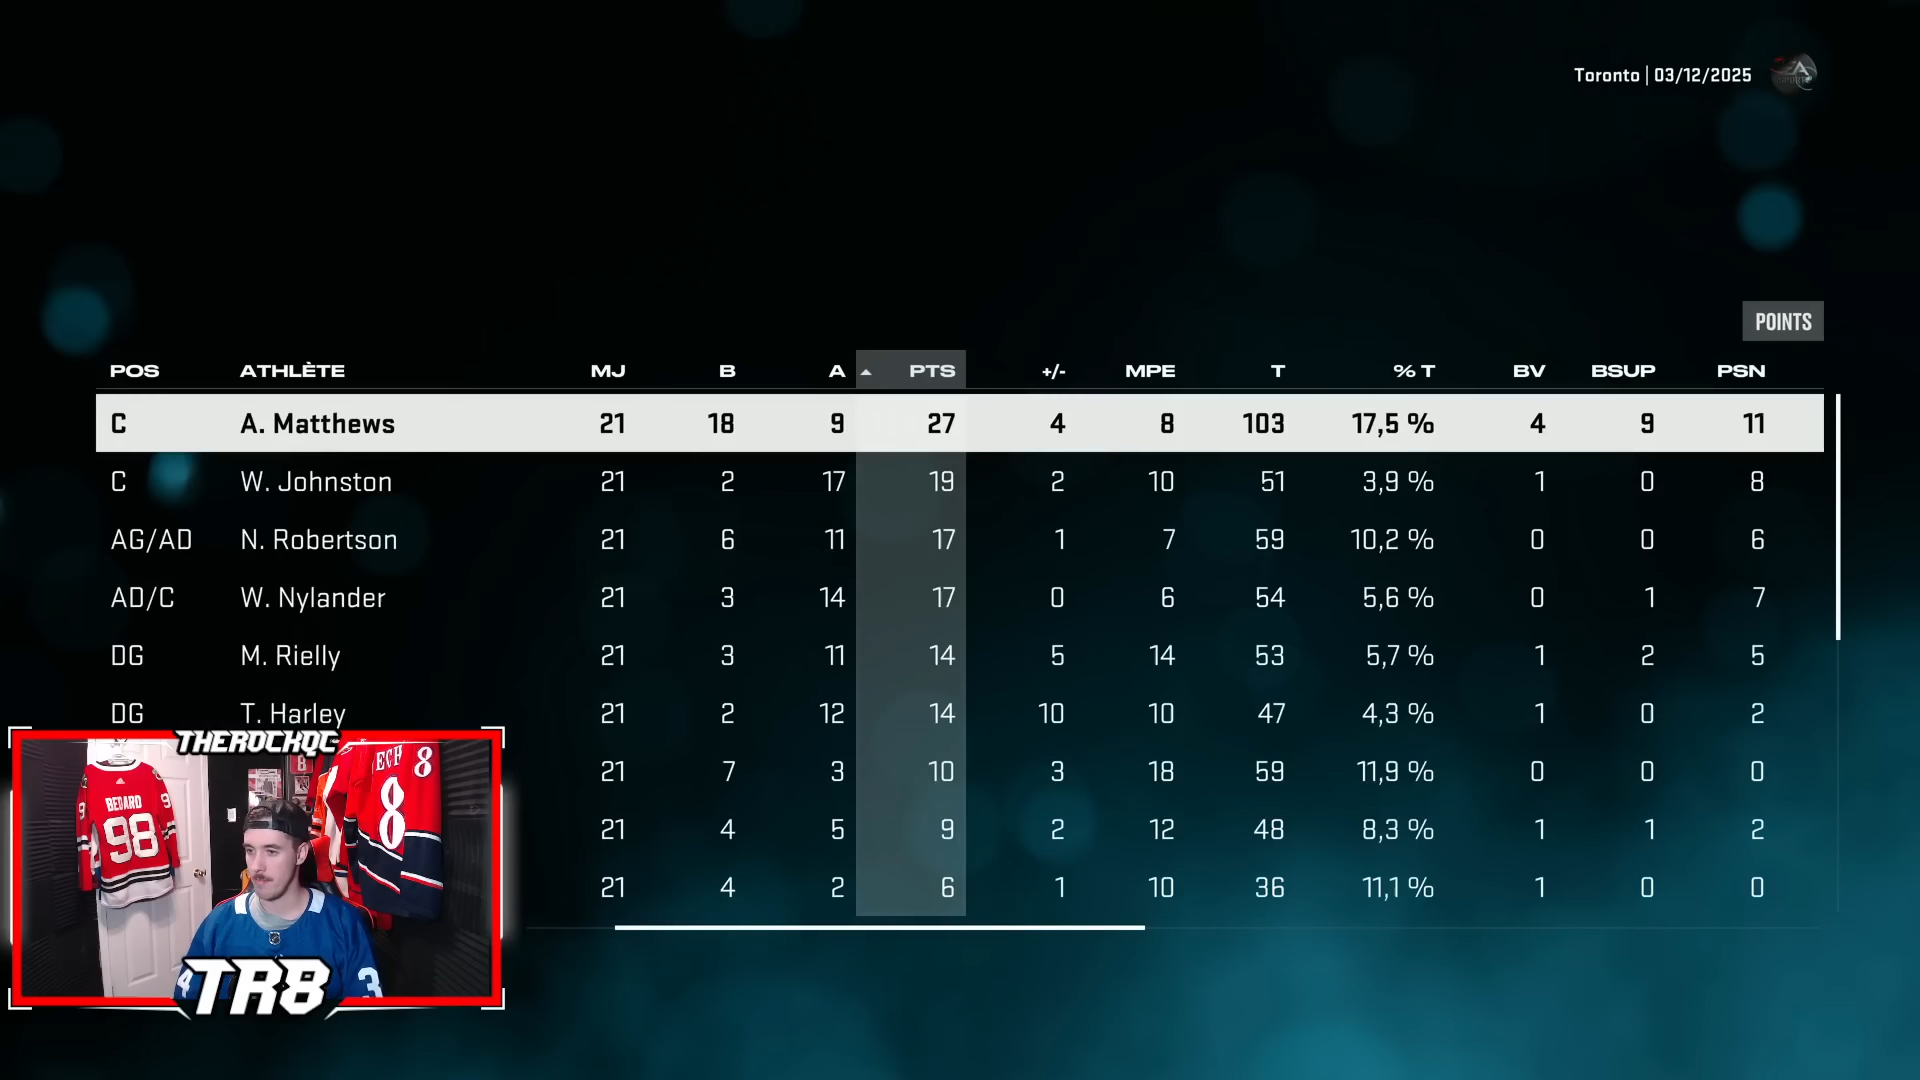 Toronto | 03/12/2025
POINTS
POS ATHLÈTE MJ B A PTS +/- MPE T % T BV BSUP PSN
C A. Matthews 21 18 9 27 4 8 103 17,5 % 4 9 11
C W. Johnston 21 2 17 19 2 10 51 3,9 % 1 0 8
AG/AD N. Robertson 21 6 11 17 1 7 59 10,2 % 0 0 6
AD/C W. Nylander 21 3 14 17 0 6 54 5,6 % 0 1 7
DG M. Rielly 21 3 11 14 5 14 53 5,7 % 1 2 5
DG T. Harley 21 2 12 14 10 10 47 4,3 % 1 0 2
21 7 3 10 3 18 59 11,9 % 0 0 0
21 4 5 9 2 12 48 8,3 % 1 1 2
21 4 2 6 1 10 36 11,1 % 1 0 0
THEROCKQC
BEDARD
98
8
8
TR8